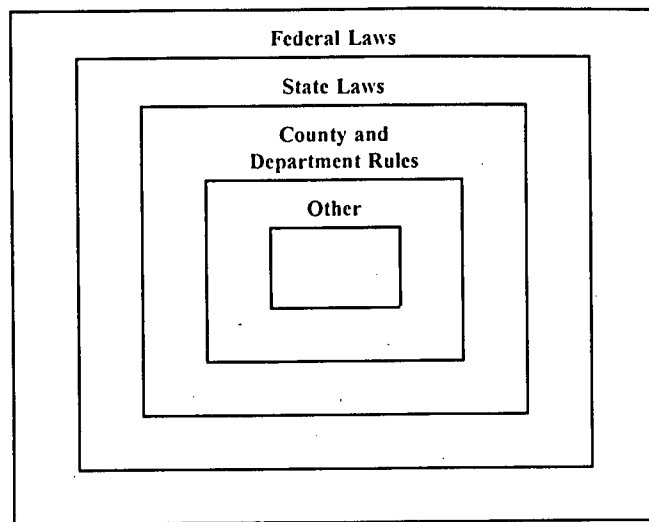 Federal Laws
State Laws
County and
Department Rules
Other